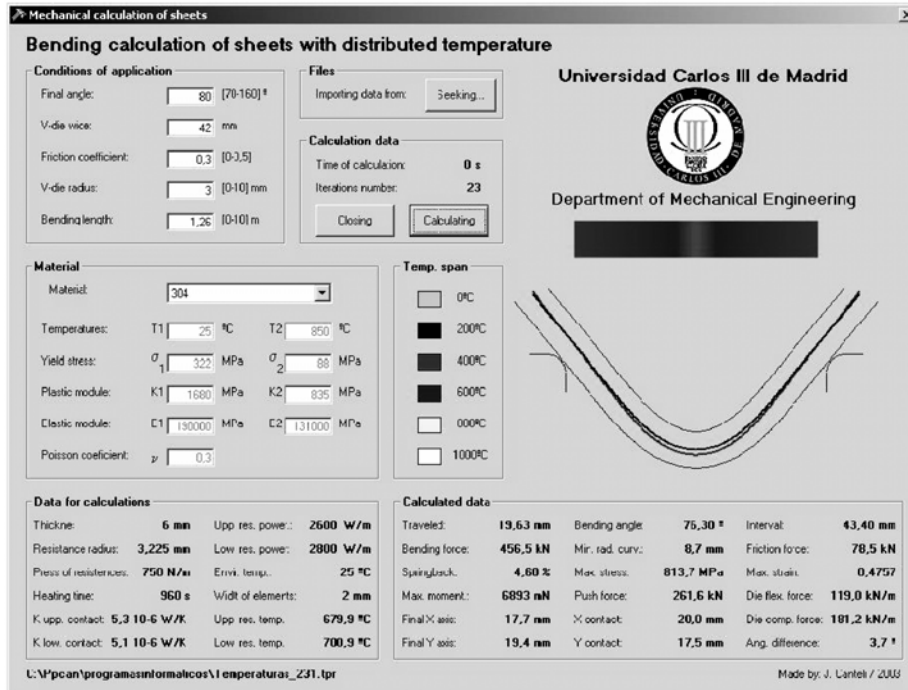 Mechanical calculation of sheets
Bending calculation of sheets with distributed temperature
Conditions of application
Final angle: 80 [70-160] º
V-die wice: 42 mm
Friction coefficient: 0,3 [0-0,5]
V-die radius: 3 [0-10] mm
Bending length: 1,26 [0-10] m
Files
Importing data from: Seeking...
Calculation data
Time of calculation: 0 s
Iterations number: 23
Closing Calculating
Universidad Carlos III de Madrid
Department of Mechanical Engineering
Material
Material: 304
Temperatures: T1 25 ºC T2 850 ºC
Yield stress: σ1 322 MPa σ2 88 MPa
Plastic module: K1 1680 MPa K2 835 MPa
Elastic module: E1 190000 MPa E2 131000 MPa
Poisson coeficient: ν 0,3
Temp. span
0ºC
200ºC
400ºC
600ºC
000ºC
1000ºC
Data for calculations
Thickne: 6 mm Upp res. power.: 2600 W/m
Resistance radius: 3,225 mm Low res. powe: 2800 W/m
Press of resistences: 750 N/m Envi. temp.. 25 ºC
Heating time: 960 s Widt of elements: 2 mm
K upp. contact: 5,3 10-6 W/K Upp res. temp. 679,9 ºC
K low. contact: 5,1 10-6 W/K Low res. temp. 700,9 ºC
Calculated data
Traveled: 19,63 mm Bending angle: 75,30 º Interval: 43,40 mm
Bending force: 456,5 kN Min. rad. curv.: 8,7 mm Friction force: 78,5 kN
Springback. 4,60 % Max. stress: 813,7 MPa Max. strain: 0,4757
Max. moment.: 6893 mN Push force: 261,6 kN Die flex. force: 119,0 kN/m
Final X axis: 17,7 mm X contact: 20,0 mm Die comp. force: 181,2 kN/m
Final Y axis: 19,4 mm Y contact: 17,5 mm Ang. difference: 3,7 º
C:\Ppcan\programasinformaticos\Temperaturas_231.tpr
Made by: J. Canteli / 2003